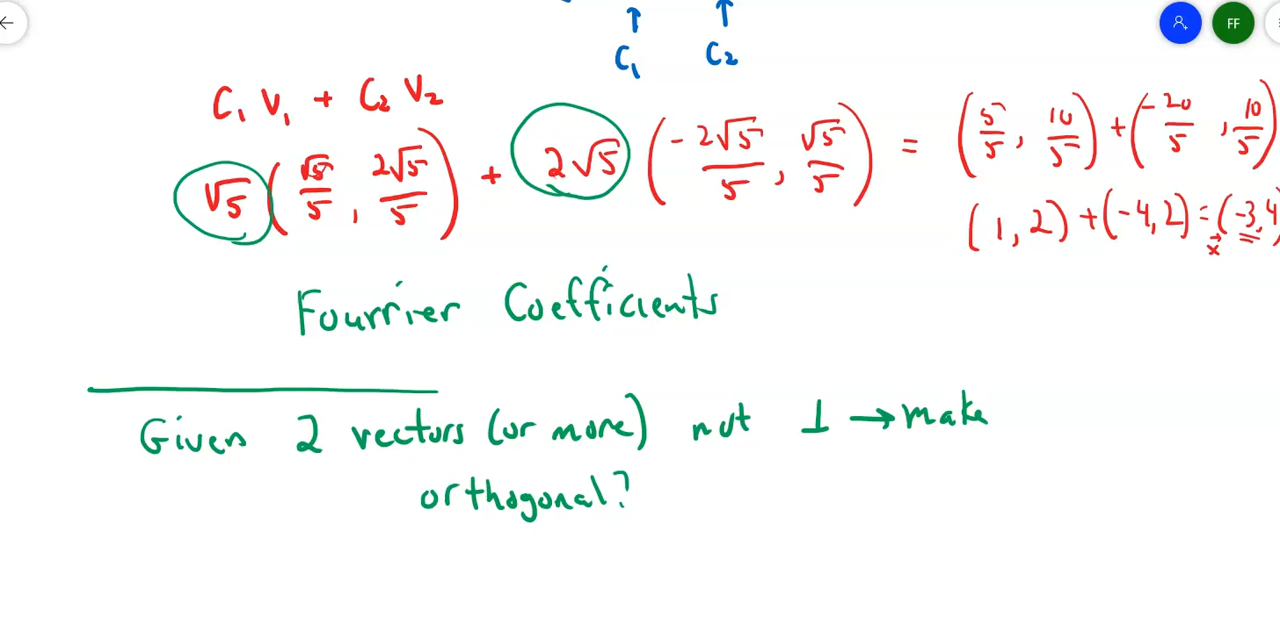 FF
C₁ C₂
C₁ V₁ + C₂ V₂
√5 (√5/5, 2√5/5) + 2√5 (-2√5/5, √5/5) = (5/5, 10/5) + (-20/5, 10/5)
(1, 2) + (-4, 2) = (-3, 4
x
Fourrier Coefficients
Given 2 vectors (or more) not ⊥ → make
orthogonal?